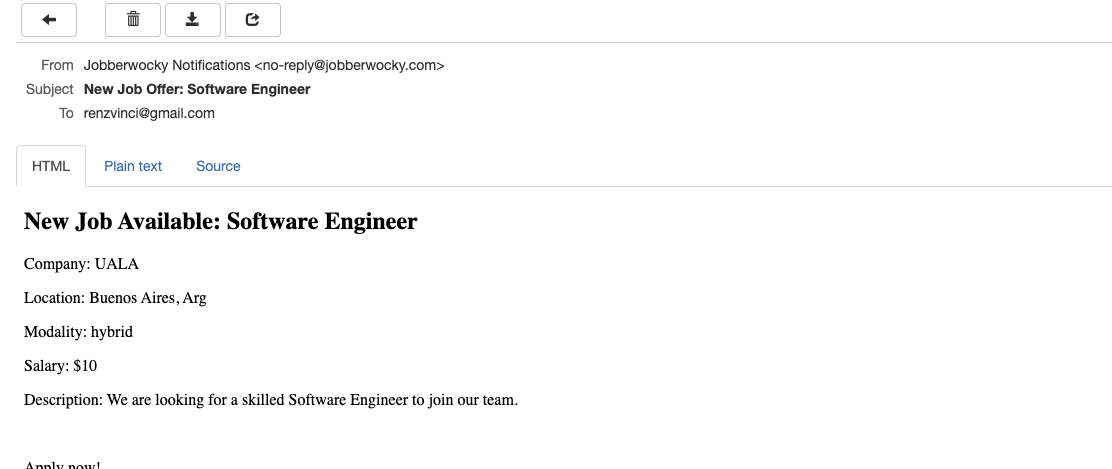 From Jobberwocky Notifications <no-reply@jobberwocky.com>
Subject New Job Offer: Software Engineer
To renzvinci@gmail.com
HTML Plain text Source
New Job Available: Software Engineer
Company: UALA
Location: Buenos Aires, Arg
Modality: hybrid
Salary: $10
Description: We are looking for a skilled Software Engineer to join our team.
Apply now!